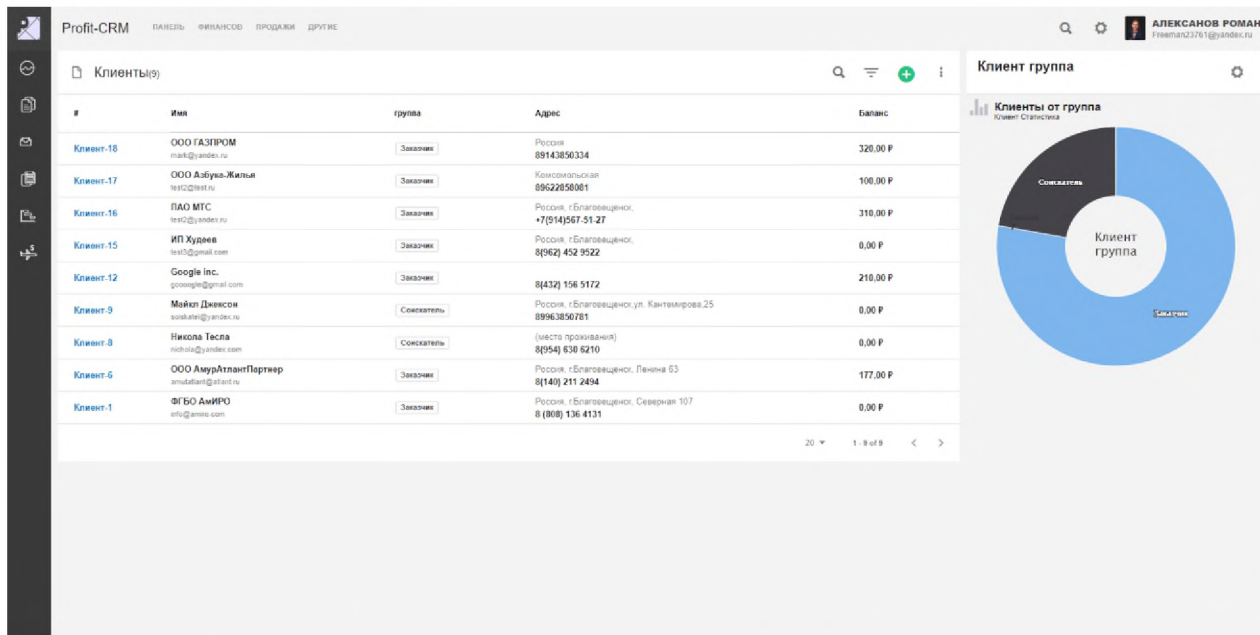 Profit-CRM ПАНЕЛЬ ФИНАНСОВ ПРОДАЖИ ДРУГИЕ
АЛЕКСАНОВ РОМАН
Freeman23761@yandex.ru
Клиенты(9)
# Имя группа Адрес Баланс
Клиент-18 ООО ГАЗПРОМ Заказчик Россия 320,00 ₽
mark@yandex.ru 89143850334
Клиент-17 ООО Азбука-Жилья Заказчик Комсомольская 100,00 ₽
test2@test.ru 89622858081
Клиент-16 ПАО МТС Заказчик Россия, г.Благовещенск, 310,00 ₽
test2@yandex.ru +7(914)567-51-27
Клиент-15 ИП Худеев Заказчик Россия, г.Благовещенск, 0,00 ₽
test3@gmail.com 8(962) 452 9522
Клиент-12 Google Inc. Заказчик 210,00 ₽
goooogle@gmail.com 8(432) 156 5172
Клиент-9 Майкл Джексон Соискатель Россия, г.Благовещенск,ул. Кантемирова,25 0,00 ₽
soiskatel@yandex.ru 89963850781
Клиент-8 Никола Тесла Соискатель (место проживания) 0,00 ₽
nichola@yandex.com 8(954) 630 6210
Клиент-6 ООО АмурАтлантПартнер Заказчик Россия, г.Благовещенск, Ленина 63 177,00 ₽
amutatlant@atlant.ru 8(140) 211 2494
Клиент-1 ФГБО АмИРО Заказчик Россия, г.Благовещенск, Северная 107 0,00 ₽
info@amiro.com 8 (808) 136 4131
20 1 - 9 of 9
Клиент группа
Клиенты от группа
Клиент Статистика
Соискатель
Клиент
группа
Заказчик